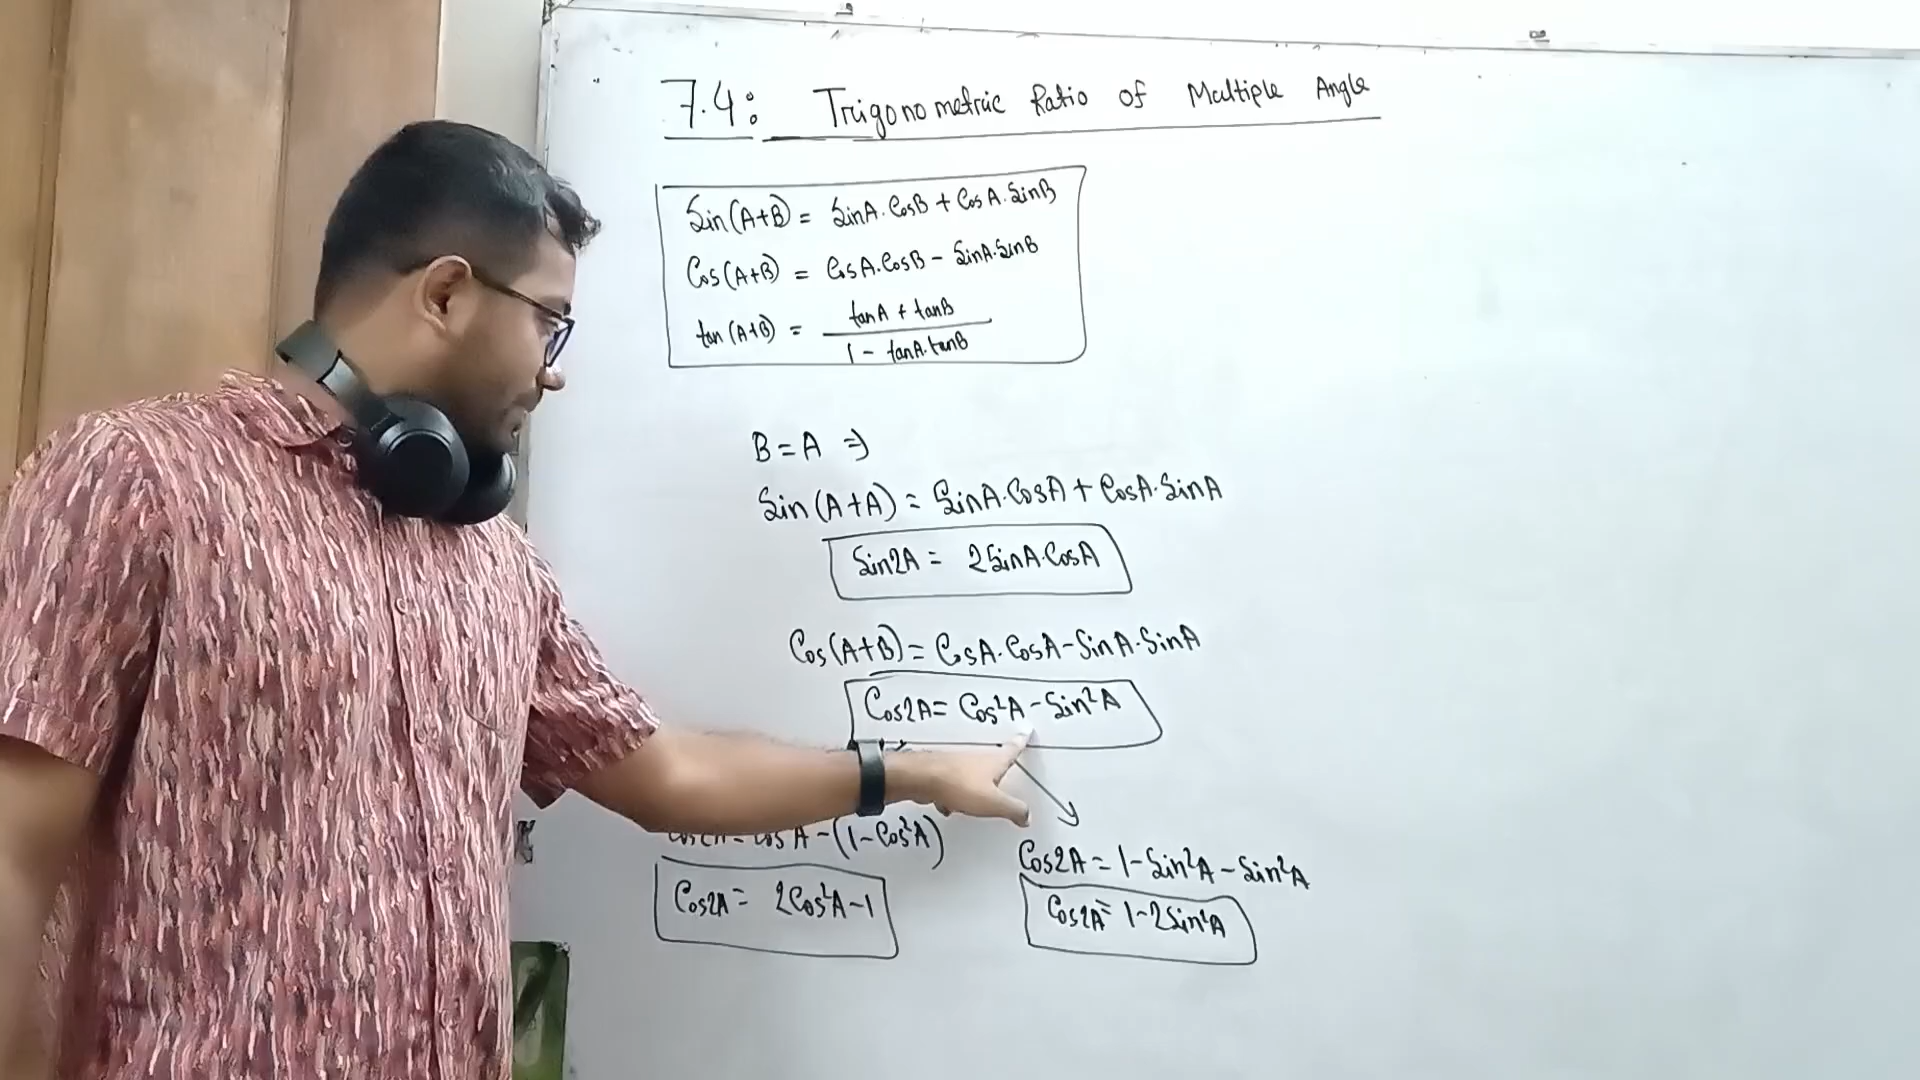 7.4: Trigonometric Ratio of Multiple Angle
Sin(A+B) = SinA.CosB + CosA.SinB
Cos(A+B) = CosA.CosB - SinA.SinB
tan(A+B) = tanA + tanB / 1 - tanA.tanB
B = A ⇒
Sin(A+A) = SinA.CosA + CosA.SinA
Sin2A = 2SinA.CosA
Cos(A+B) = CosA.CosA - SinA.SinA
Cos2A = Cos²A - Sin²A
A - (1 - Cos²A)
Cos2A = 1 - Sin²A - Sin²A
Cos2A = 2Cos²A - 1
Cos2A = 1 - 2Sin²A